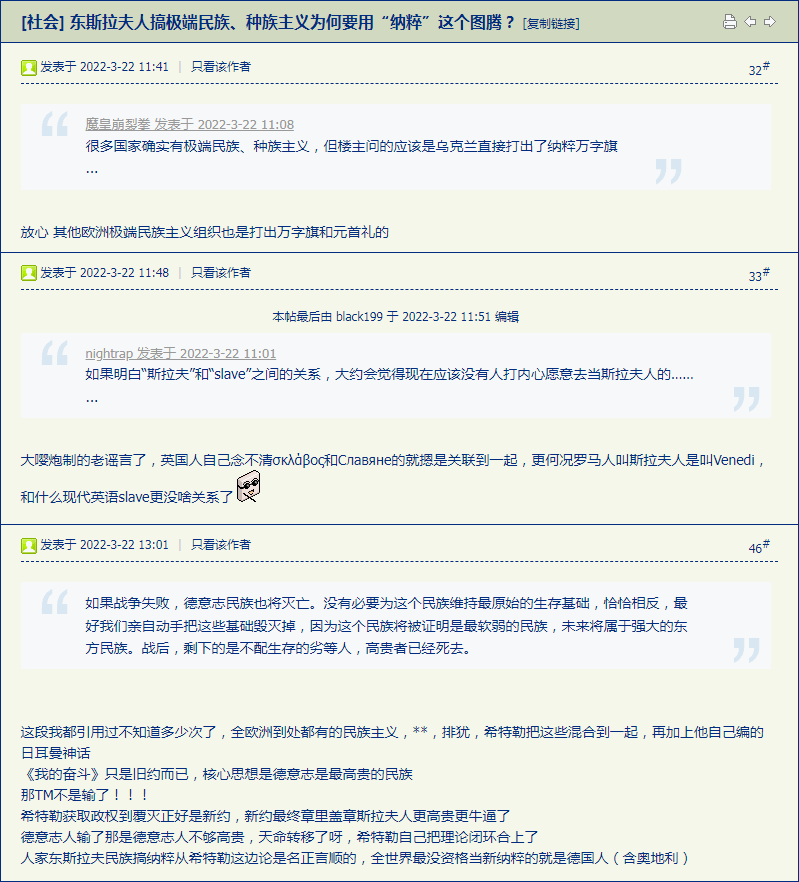 [社会] 东斯拉夫人搞极端民族、种族主义为何要用“纳粹”这个图腾？ [复制链接]
发表于 2022-3-22 11:41 | 只看该作者
32#
魔皇崩裂拳 发表于 2022-3-22 11:08
很多国家确实有极端民族、种族主义，但楼主问的应该是乌克兰直接打出了纳粹万字旗
...
放心 其他欧洲极端民族主义组织也是打出万字旗和元首礼的
发表于 2022-3-22 11:48 | 只看该作者
33#
本帖最后由 black199 于 2022-3-22 11:51 编辑
nightrap 发表于 2022-3-22 11:01
如果明白“斯拉夫”和“slave”之间的关系，大约会觉得现在应该没有人打内心愿意去当斯拉夫人的......
...
大嘤炮制的老谣言了，英国人自己念不清σκλάβος和Славяне的就摁是关联到一起，更何况罗马人叫斯拉夫人是叫Venedi，
和什么现代英语slave更没啥关系了
发表于 2022-3-22 13:01 | 只看该作者
46#
如果战争失败，德意志民族也将灭亡。没有必要为这个民族维持最原始的生存基础，恰恰相反，最
好我们亲自动手把这些基础毁灭掉，因为这个民族将被证明是最软弱的民族，未来将属于强大的东
方民族。战后，剩下的是不配生存的劣等人，高贵者已经死去。
这段我都引用过不知道多少次了，全欧洲到处都有的民族主义，**，排犹，希特勒把这些混合到一起，再加上他自己编的
日耳曼神话
《我的奋斗》只是旧约而已，核心思想是德意志是最高贵的民族
那TM不是输了！！！
希特勒获取政权到覆灭正好是新约，新约最终章里盖章斯拉夫人更高贵更牛逼了
德意志人输了那是德意志人不够高贵，天命转移了呀，希特勒自己把理论闭环合上了
人家东斯拉夫民族搞纳粹从希特勒这边论是名正言顺的，全世界最没资格当新纳粹的就是德国人（含奥地利）